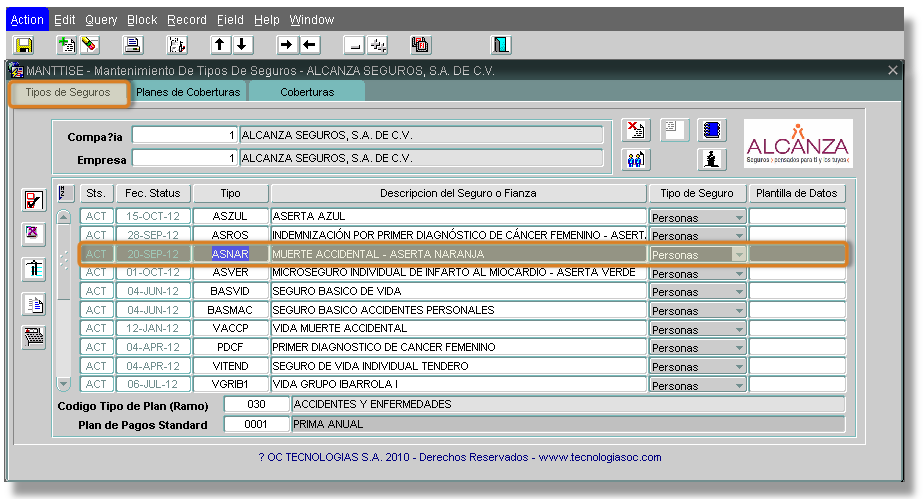 Action Edit Query Block Record Field Help Window
MANTTISE - Mantenimiento De Tipos De Seguros - ALCANZA SEGUROS, S.A. DE C.V.
Tipos de Seguros Planes de Coberturas Coberturas
Compa?ia 1 ALCANZA SEGUROS, S.A. DE C.V.
Empresa 1 ALCANZA SEGUROS, S.A. DE C.V.
ALCANZA
Seguros pensados para ti y los tuyos
Sts. Fec. Status Tipo Descripcion del Seguro o Fianza Tipo de Seguro Plantilla de Datos
ACT 15-OCT-12 ASZUL ASERTA AZUL Personas
ACT 28-SEP-12 ASROS INDEMNIZACIÓN POR PRIMER DIAGNÓSTICO DE CÁNCER FEMENINO - ASERT. Personas
ACT 20-SEP-12 ASNAR MUERTE ACCIDENTAL - ASERTA NARANJA Personas
ACT 01-OCT-12 ASVER MICROSEGURO INDIVIDUAL DE INFARTO AL MIOCARDIO - ASERTA VERDE Personas
ACT 04-JUN-12 BASVID SEGURO BASICO DE VIDA Personas
ACT 04-JUN-12 BASMAC SEGURO BASICO ACCIDENTES PERSONALES Personas
ACT 12-JAN-12 VACCP VIDA MUERTE ACCIDENTAL Personas
ACT 04-APR-12 PDCF PRIMER DIAGNOSTICO DE CANCER FEMENINO Personas
ACT 04-APR-12 VITEND SEGURO DE VIDA INDIVIDUAL TENDERO Personas
ACT 06-JUL-12 VGRIB1 VIDA GRUPO IBARROLA I Personas
Codigo Tipo de Plan (Ramo) 030 ACCIDENTES Y ENFERMEDADES
Plan de Pagos Standard 0001 PRIMA ANUAL
? OC TECNOLOGIAS S.A. 2010 - Derechos Reservados - www.tecnologiasoc.com